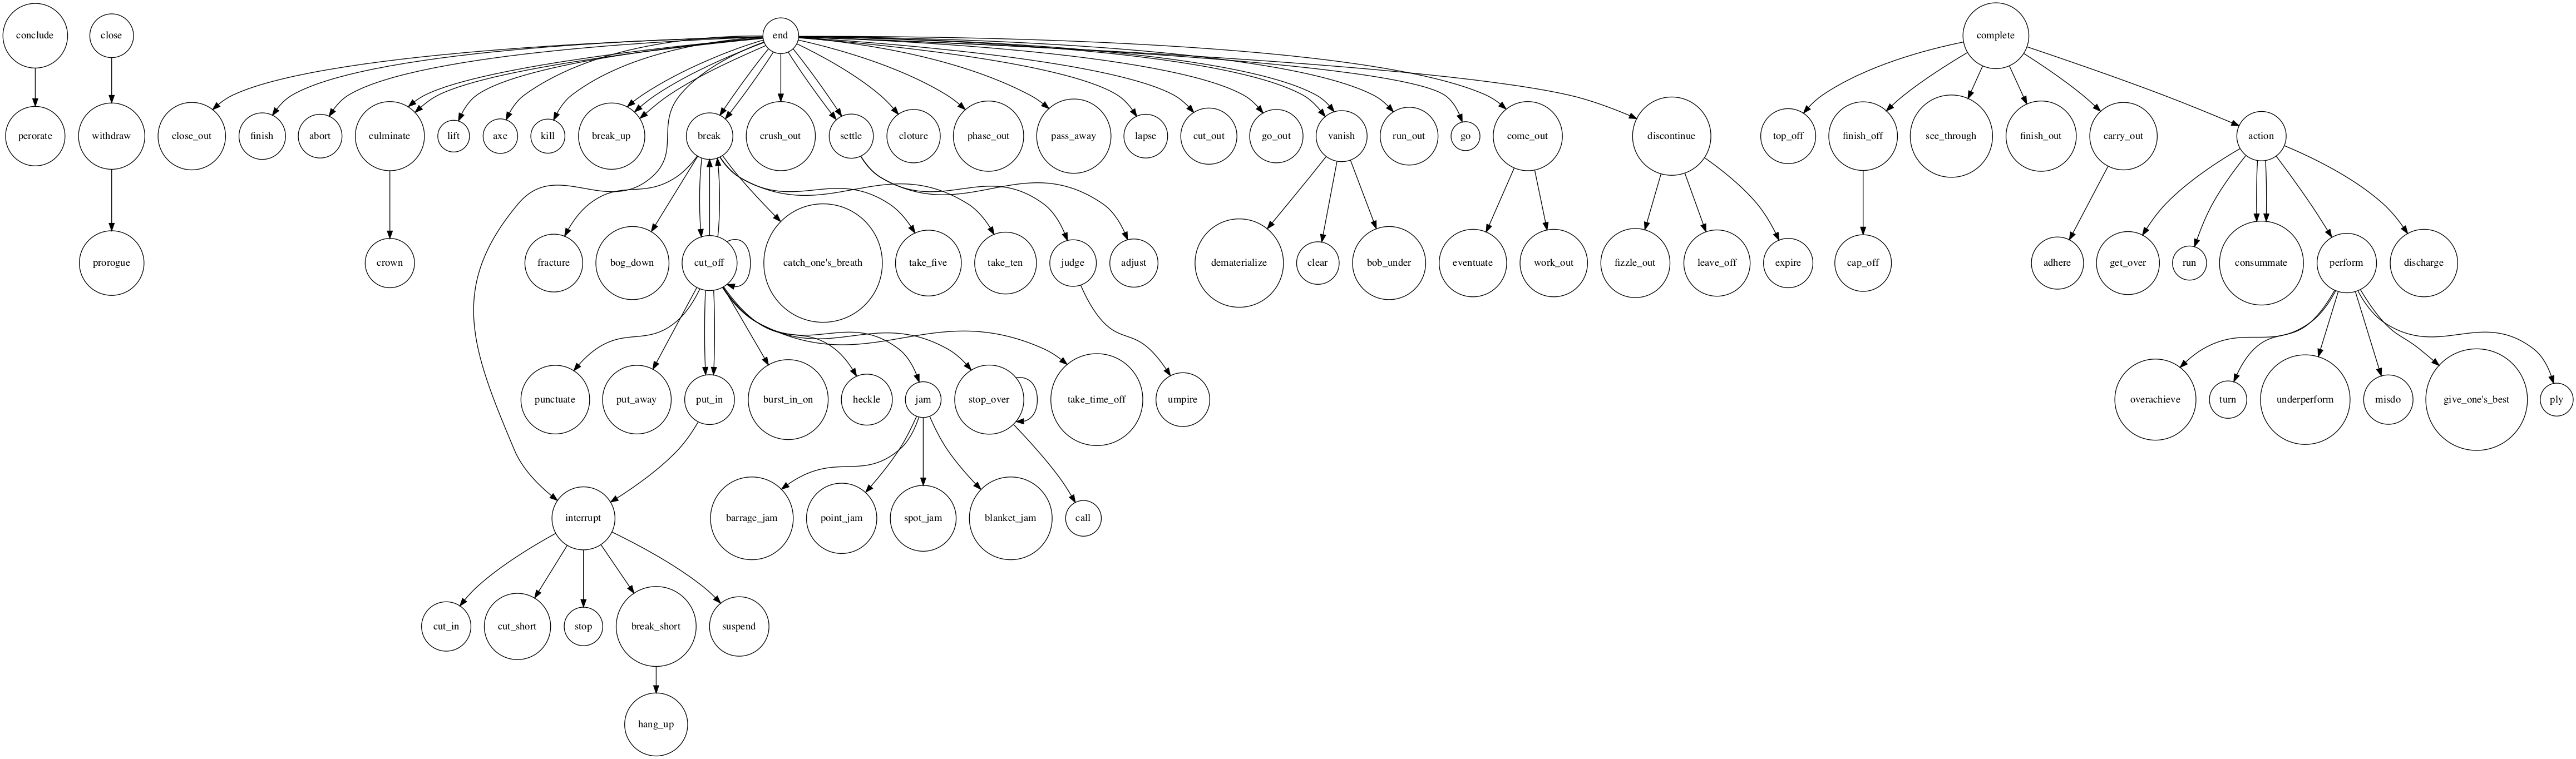 conclude
close
end
complete
perorate
withdraw
close_out
finish
abort
culminate
lift
axe
kill
break_up
break
crush_out
settle
cloture
phase_out
pass_away
lapse
cut_out
go_out
vanish
run_out
go
come_out
discontinue
top_off
finish_off
see_through
finish_out
carry_out
action
prorogue
crown
fracture
bog_down
cut_off
catch_one's_breath
take_five
take_ten
judge
adjust
dematerialize
clear
bob_under
eventuate
work_out
fizzle_out
leave_off
expire
cap_off
adhere
get_over
run
consummate
perform
discharge
punctuate
put_away
put_in
burst_in_on
heckle
jam
stop_over
take_time_off
umpire
overachieve
turn
underperform
misdo
give_one's_best
ply
interrupt
barrage_jam
point_jam
spot_jam
blanket_jam
call
cut_in
cut_short
stop
break_short
suspend
hang_up